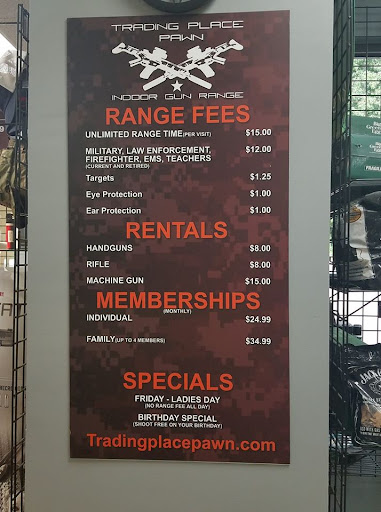 TRADING PLACE
PAWN
INDOOR GUN RANGE
RANGE FEES
UNLIMITED RANGE TIME(PER VISIT) $15.00
MILITARY, LAW ENFORCEMENT, $12.00
FIREFIGHTER, EMS, TEACHERS
(CURRENT AND RETIRED)
Targets $1.25
Eye Protection $1.00
Ear Protection $1.00
RENTALS
HANDGUNS $8.00
RIFLE $8.00
MACHINE GUN $15.00
MEMBERSHIPS
(MONTHLY)
INDIVIDUAL $24.99
FAMILY(UP TO 4 MEMBERS) $34.99
SPECIALS
FRIDAY - LADIES DAY
(NO RANGE FEE ALL DAY)
BIRTHDAY SPECIAL
(SHOOT FREE ON YOUR BIRTHDAY)
Tradingplacepawn.com